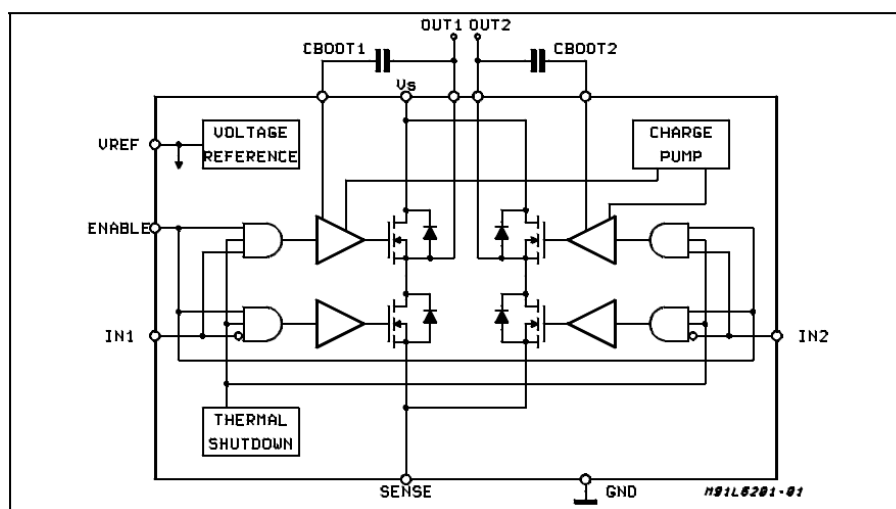 OUT1 OUT2
CBOOT1
CBOOT2
Vs
VREF
VOLTAGE
REFERENCE
CHARGE
PUMP
ENABLE
IN1
IN2
THERMAL
SHUTDOWN
SENSE
GND
M91L6201-01